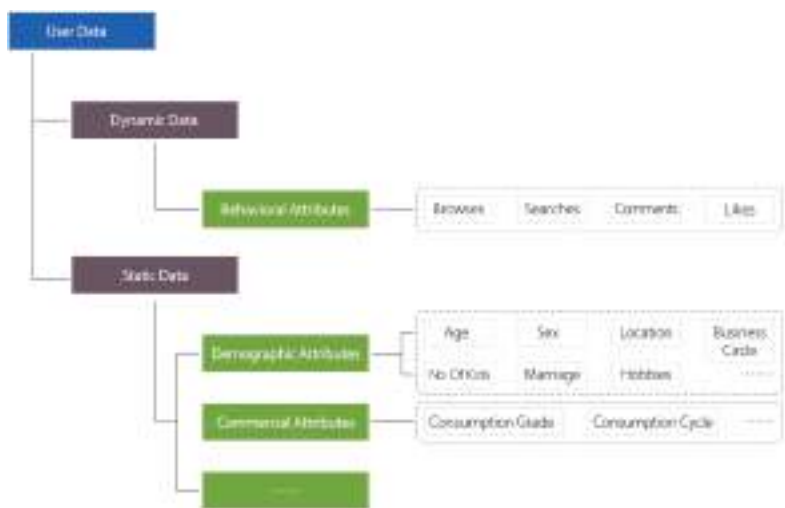 User Data
Dynamic Data
Behavioral Attributes
Browses Searches Comments Likes
Static Data
Demographic Attributes
Age Sex Location Business
No Of Kids Marriage Hobbies ......
Commercial Attributes
Consumption Grade Consumption Cycle ......
......